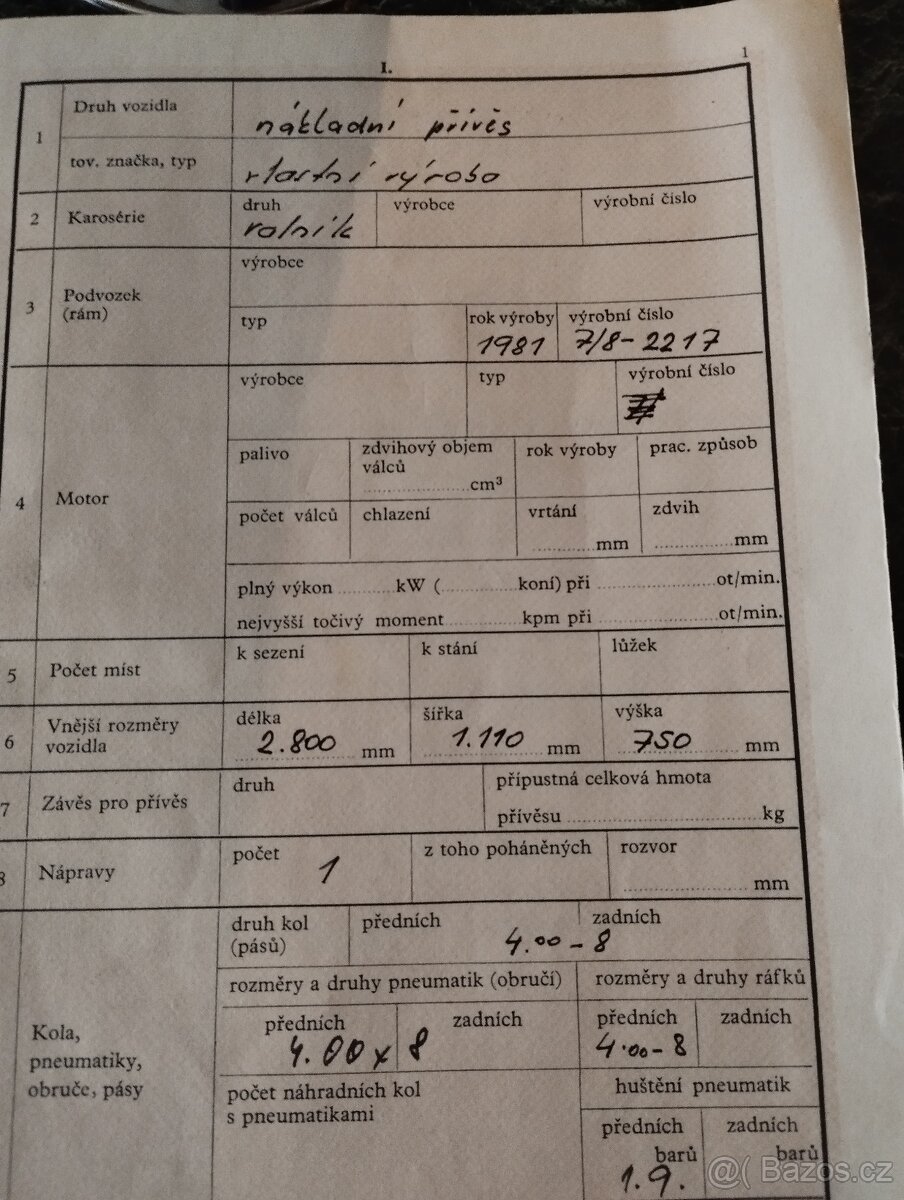 1
I.
1 Druh vozidla nákladní přívěs
tov. značka, typ vlastní výroba
2 Karosérie druh výrobce výrobní číslo
valník
3 Podvozek (rám) výrobce
typ rok výroby výrobní číslo
1981 7/8-2217
4 Motor výrobce typ výrobní číslo
palivo zdvihový objem válců cm³ rok výroby prac. způsob
počet válců chlazení vrtání mm zdvih mm
plný výkon kW ( koní) při ot/min.
nejvyšší točivý moment kpm při ot/min.
5 Počet míst k sezení k stání lůžek
6 Vnější rozměry vozidla délka šířka výška
2.800 mm 1.110 mm 750 mm
7 Závěs pro přívěs druh přípustná celková hmota
přívěsu kg
8 Nápravy počet z toho poháněných rozvor
1 mm
Kola, pneumatiky, obruče, pásy
druh kol (pásů) předních zadních
4.00-8
rozměry a druhy pneumatik (obručí) rozměry a druhy ráfků
předních zadních předních zadních
4.00 x 8 4.00-8
počet náhradních kol s pneumatikami huštění pneumatik
předních zadních
barů barů
1.9.
@( Bazos.cz